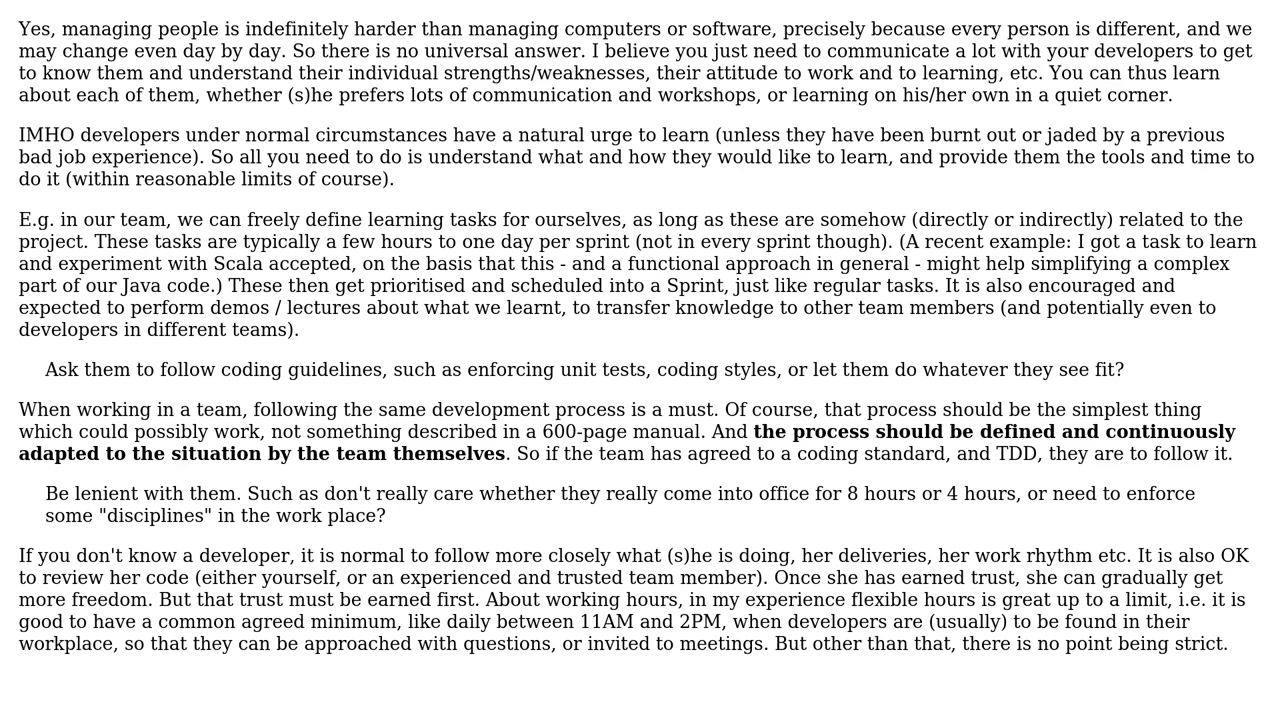 Yes, managing people is indefinitely harder than managing computers or software, precisely because every person is different, and we
may change even day by day. So there is no universal answer. I believe you just need to communicate a lot with your developers to get
to know them and understand their individual strengths/weaknesses, their attitude to work and to learning, etc. You can thus learn
about each of them, whether (s)he prefers lots of communication and workshops, or learning on his/her own in a quiet corner.
IMHO developers under normal circumstances have a natural urge to learn (unless they have been burnt out or jaded by a previous
bad job experience). So all you need to do is understand what and how they would like to learn, and provide them the tools and time to
do it (within reasonable limits of course).
E.g. in our team, we can freely define learning tasks for ourselves, as long as these are somehow (directly or indirectly) related to the
project. These tasks are typically a few hours to one day per sprint (not in every sprint though). (A recent example: I got a task to learn
and experiment with Scala accepted, on the basis that this - and a functional approach in general - might help simplifying a complex
part of our Java code.) These then get prioritised and scheduled into a Sprint, just like regular tasks. It is also encouraged and
expected to perform demos / lectures about what we learnt, to transfer knowledge to other team members (and potentially even to
developers in different teams).
Ask them to follow coding guidelines, such as enforcing unit tests, coding styles, or let them do whatever they see fit?
When working in a team, following the same development process is a must. Of course, that process should be the simplest thing
which could possibly work, not something described in a 600-page manual. And the process should be defined and continuously
adapted to the situation by the team themselves. So if the team has agreed to a coding standard, and TDD, they are to follow it.
Be lenient with them. Such as don't really care whether they really come into office for 8 hours or 4 hours, or need to enforce
some "disciplines" in the work place?
If you don't know a developer, it is normal to follow more closely what (s)he is doing, her deliveries, her work rhythm etc. It is also OK
to review her code (either yourself, or an experienced and trusted team member). Once she has earned trust, she can gradually get
more freedom. But that trust must be earned first. About working hours, in my experience flexible hours is great up to a limit, i.e. it is
good to have a common agreed minimum, like daily between 11AM and 2PM, when developers are (usually) to be found in their
workplace, so that they can be approached with questions, or invited to meetings. But other than that, there is no point being strict.